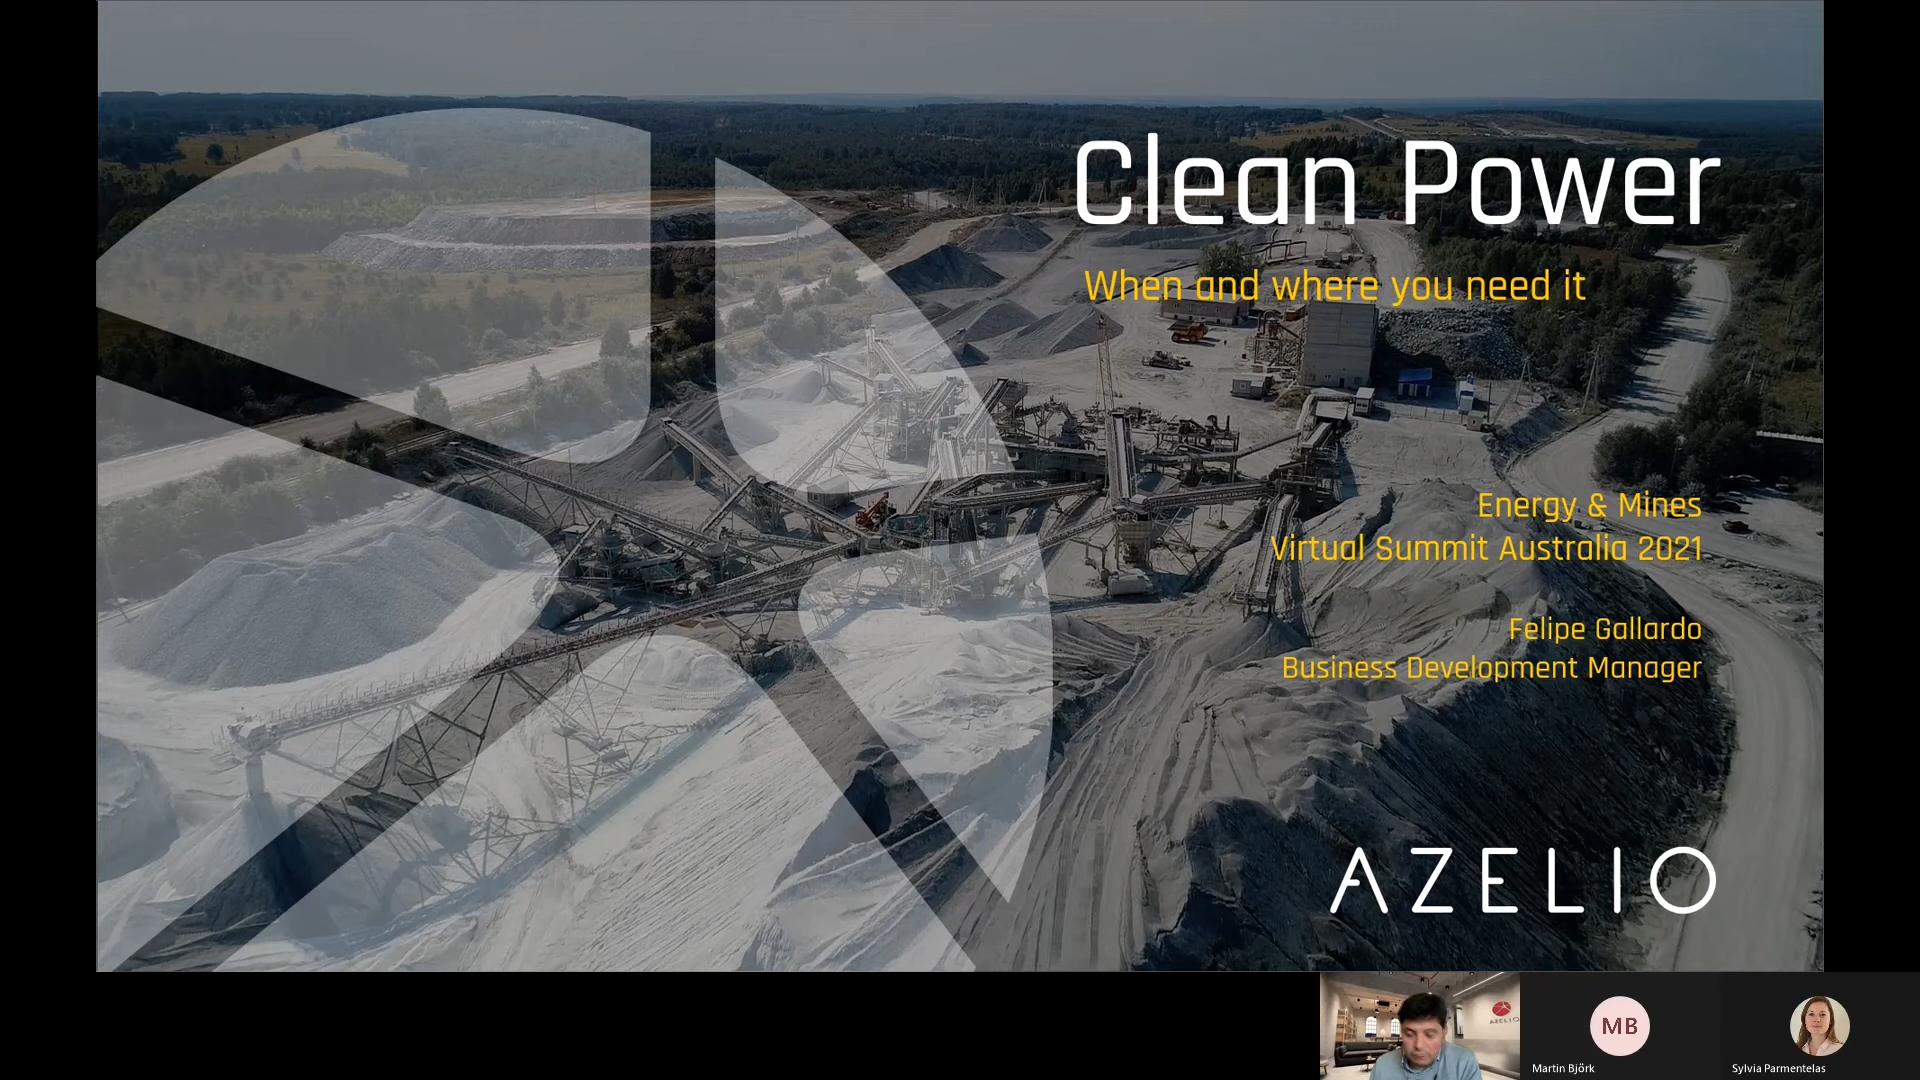 Clean Power
When and where you need it
Energy & Mines
Virtual Summit Australia 2021
Felipe Gallardo
Business Development Manager
AZELIO
AZELIO
MB
Martin Björk
Sylvia Parmentelas